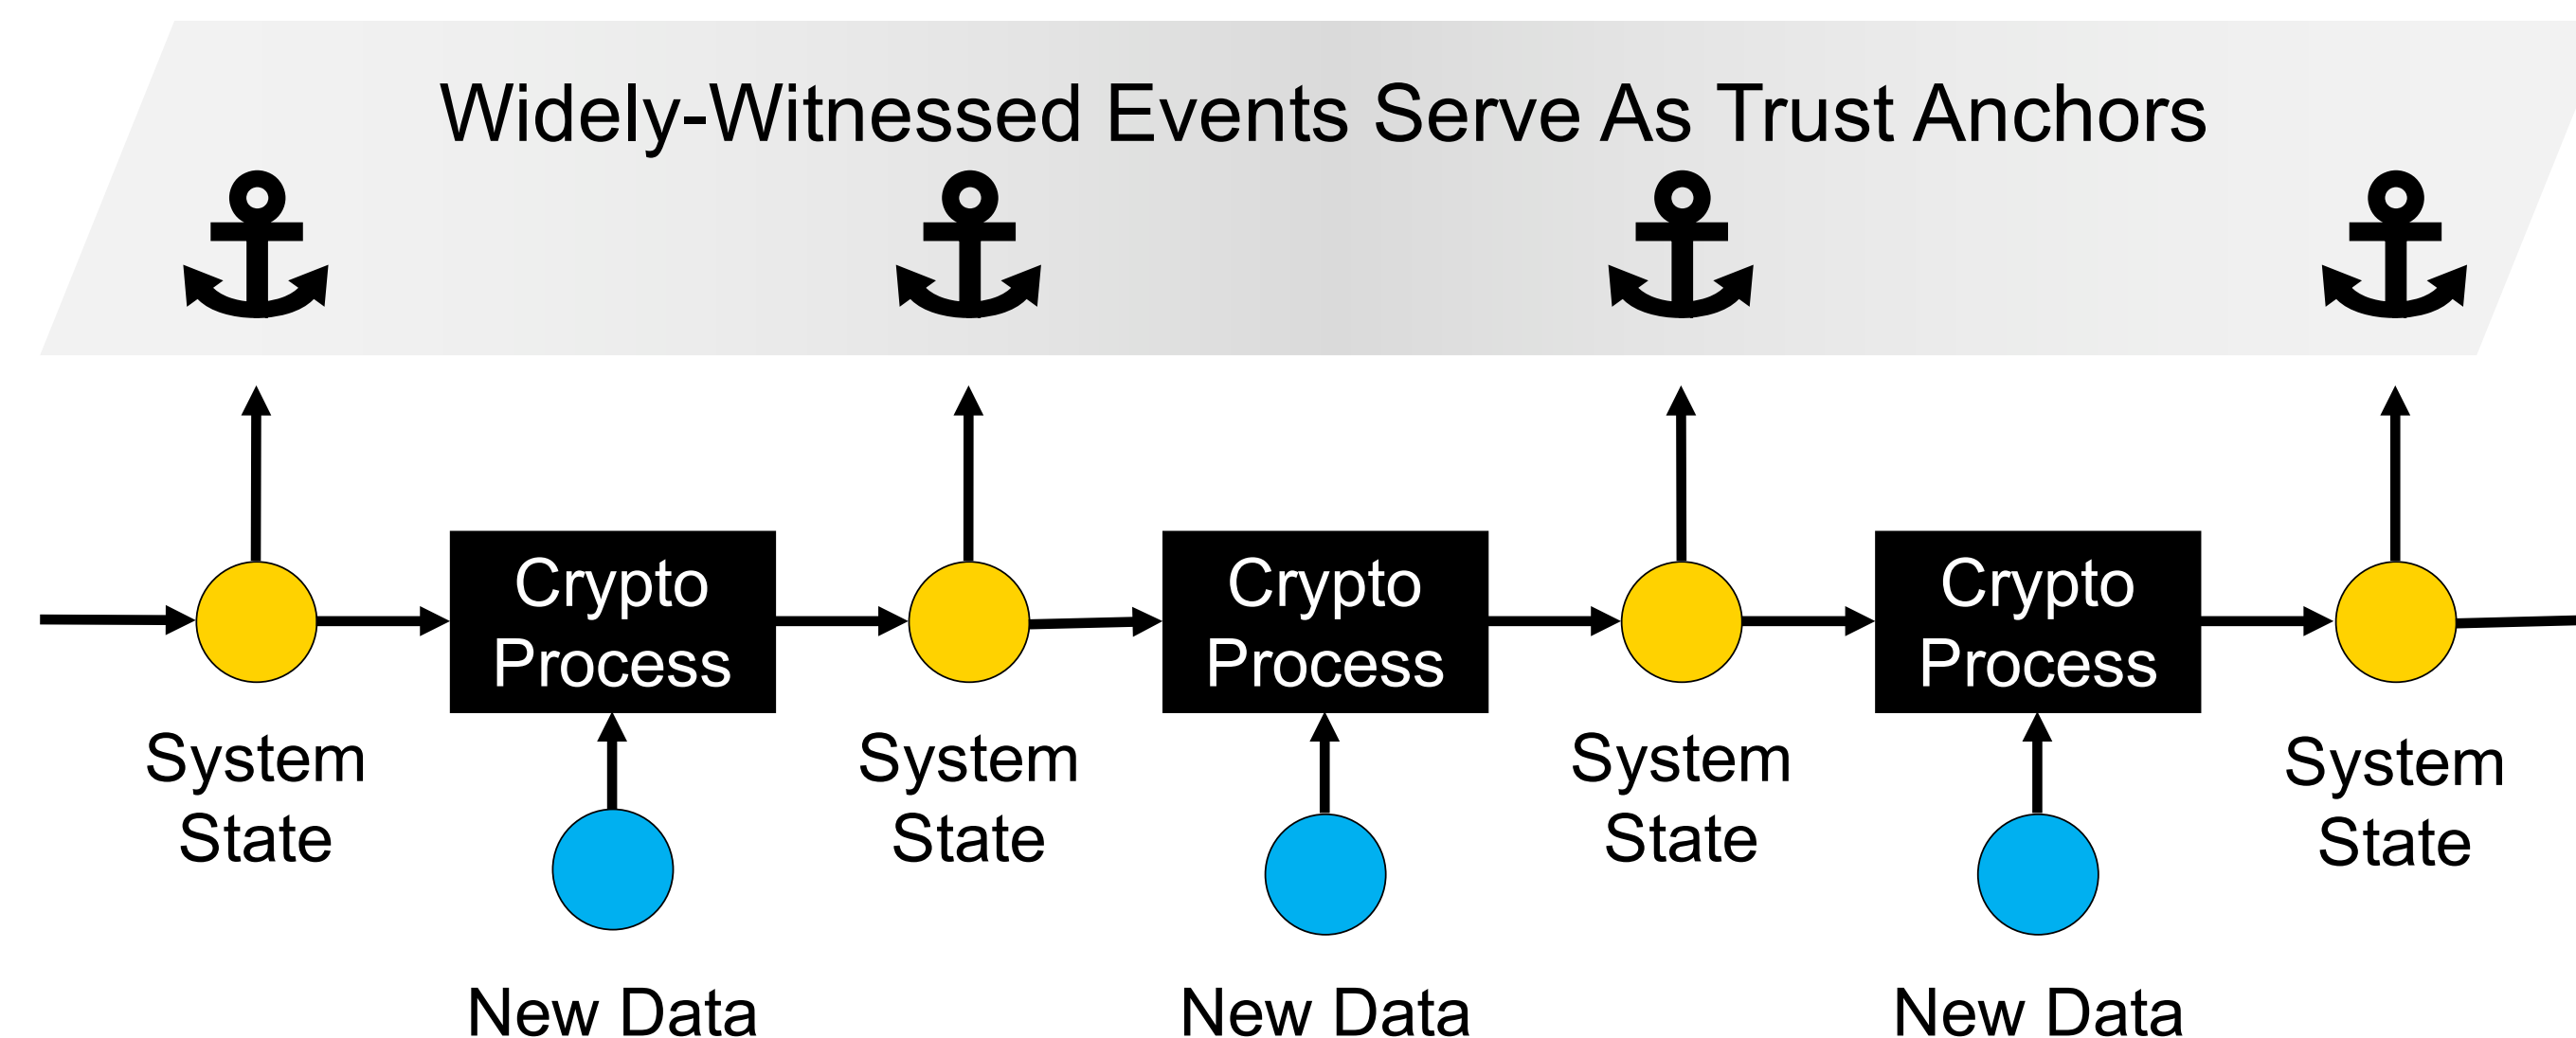 Widely-Witnessed Events Serve As Trust Anchors
Crypto
Process
Crypto
Process
Crypto
Process
System
State
System
State
System
State
System
State
New Data
New Data
New Data